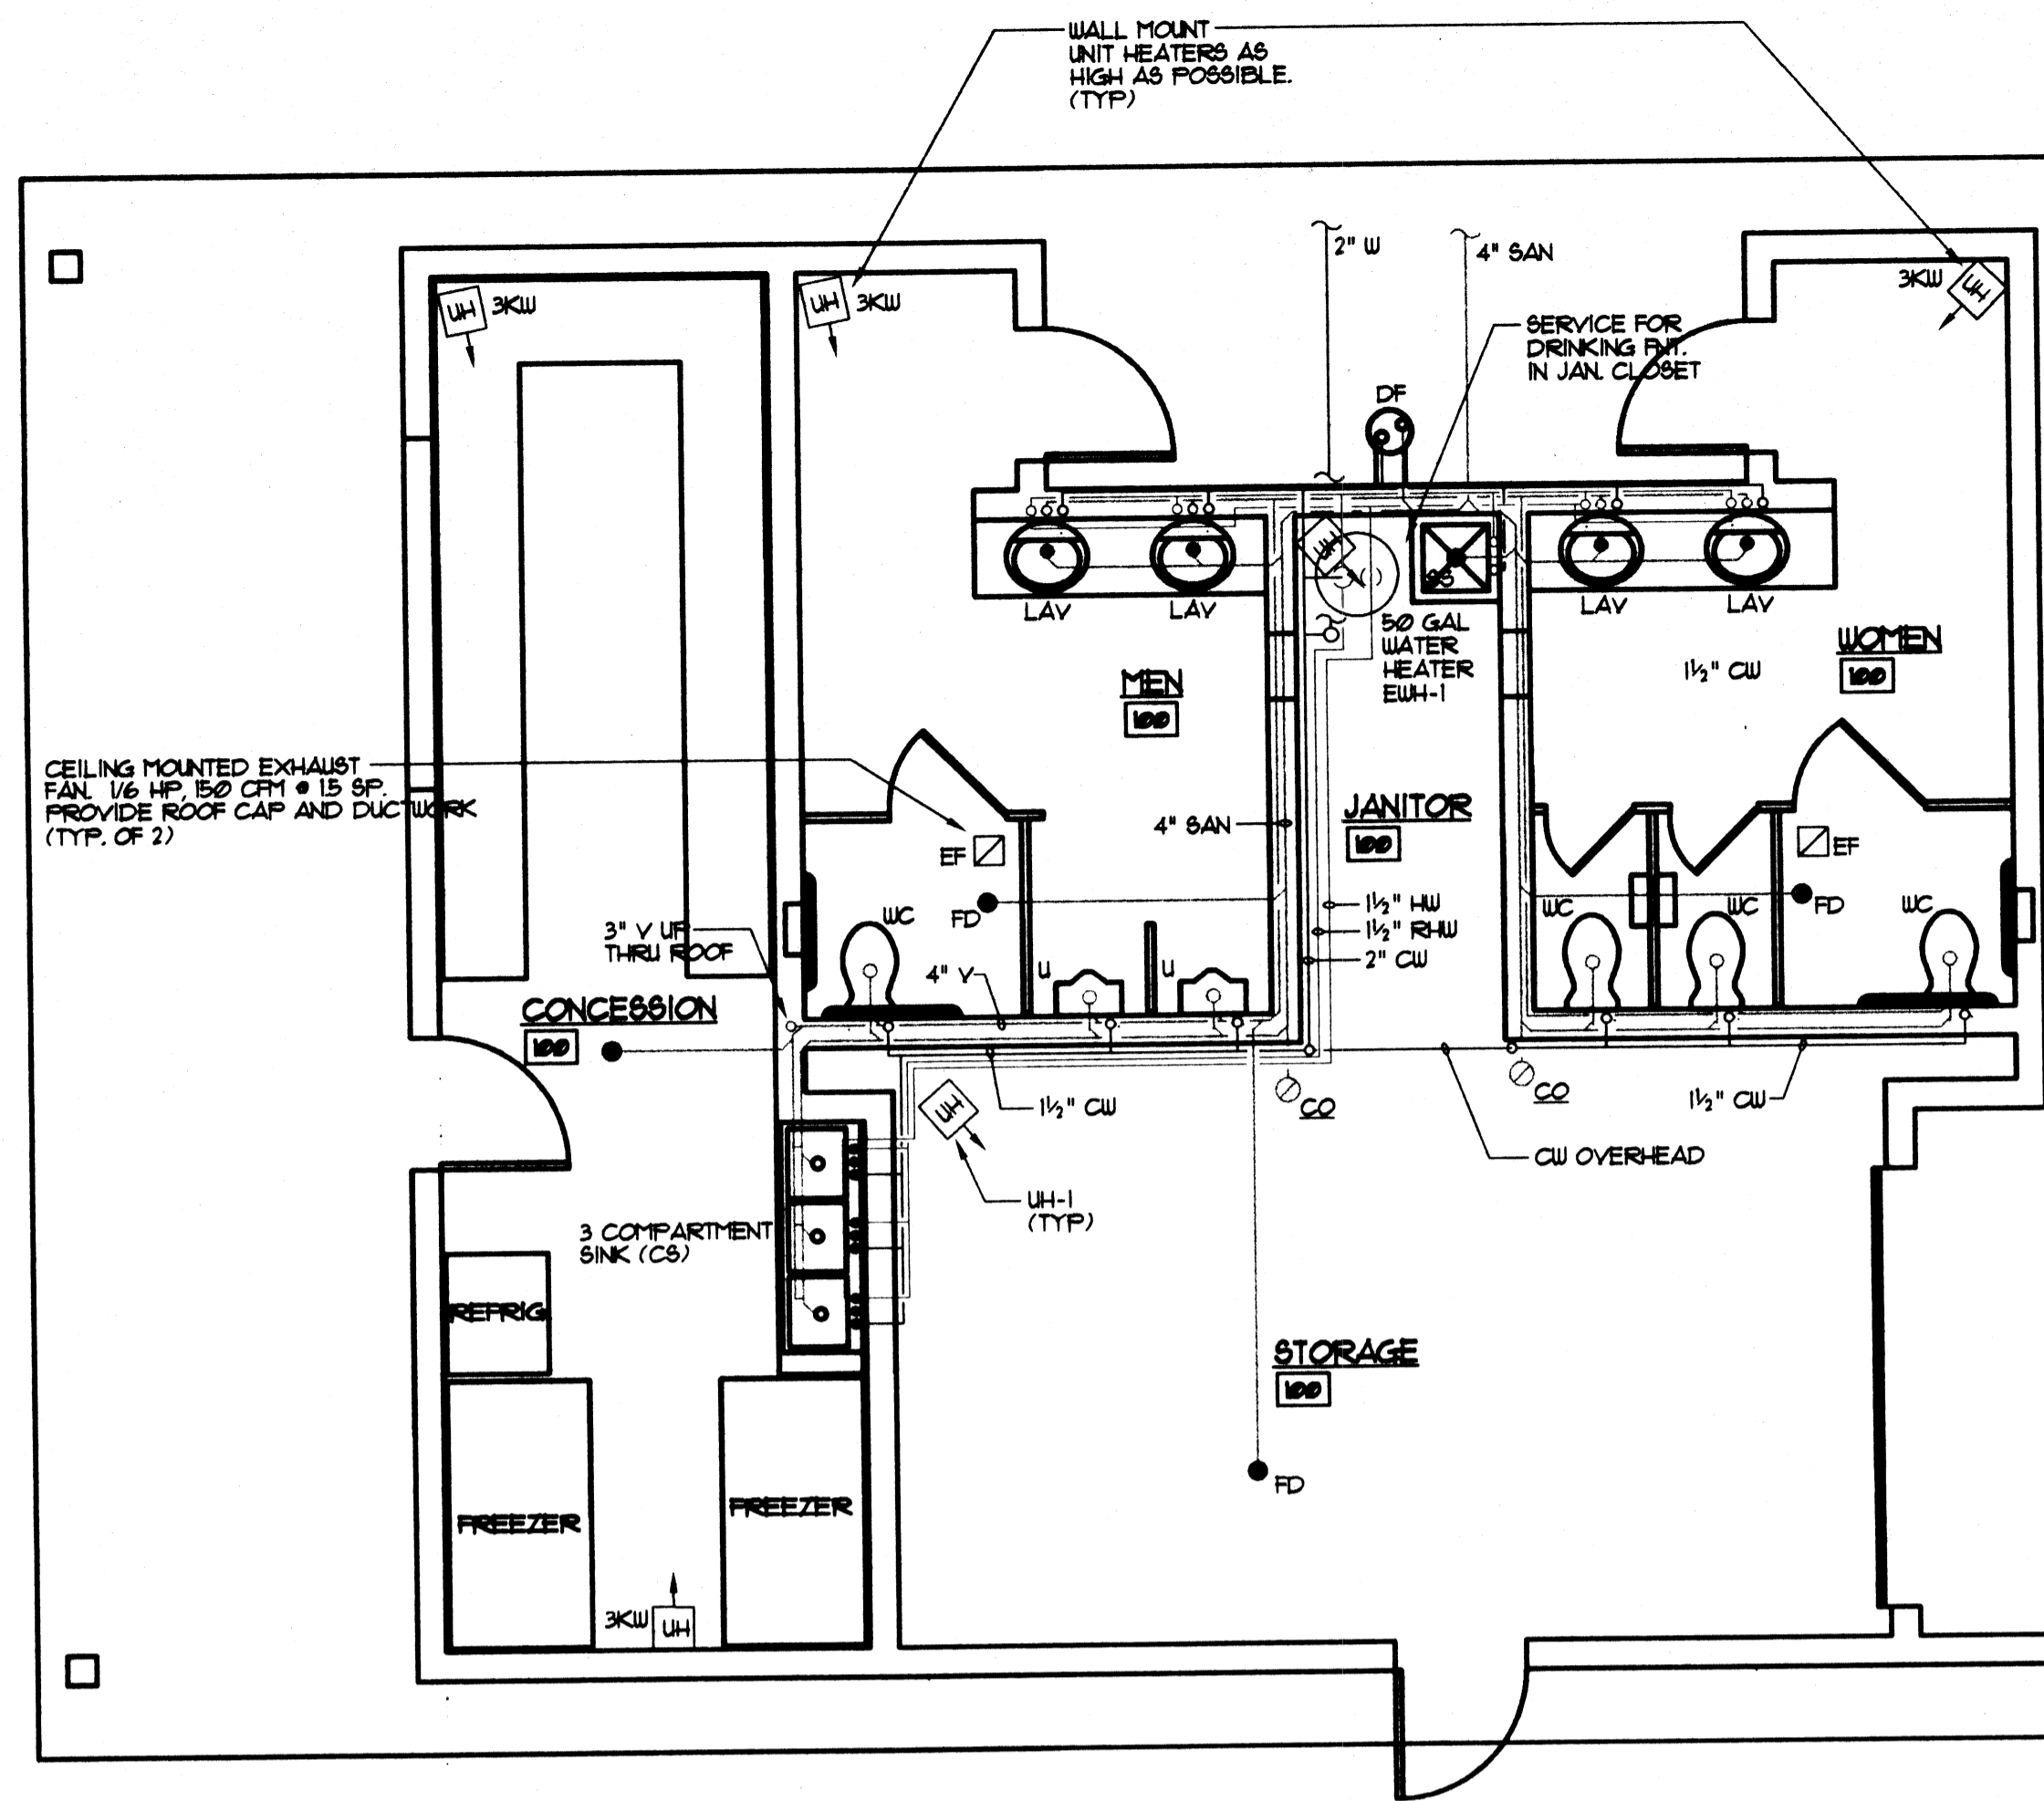 WALL MOUNT
UNIT HEATERS AS
HIGH AS POSSIBLE.
(TYP)
2" W
4" SAN
UH 3KW
UH 3KW
3KW UH
SERVICE FOR
DRINKING FNT.
IN JAN. CLOSET
DF
UH
SS
LAV
LAV
LAV
LAV
50 GAL
WATER
HEATER
EWH-1
WOMEN
100
1½" CW
MEN
100
CEILING MOUNTED EXHAUST
FAN. 1/6 HP, 150 CFM @ 1.5 SP.
PROVIDE ROOF CAP AND DUCTWORK
(TYP. OF 2)
JANITOR
100
4" SAN
EF
EF
FD
WC
1½" HW
1½" RHW
2" CW
WC
WC
FD
WC
3" V UP
THRU ROOF
4" V
U
U
CONCESSION
100
UH
1½" CW
CO
CO
1½" CW
CW OVERHEAD
UH-1
(TYP)
3 COMPARTMENT
SINK (CS)
REFRIG
STORAGE
100
FD
FREEZER
FREEZER
3KW UH